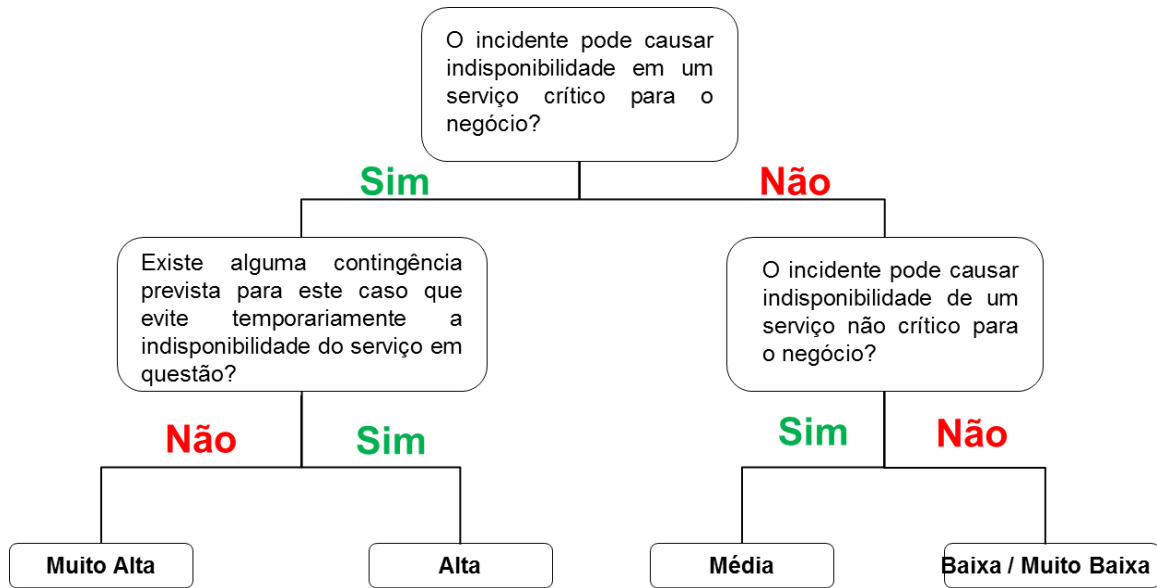 O incidente pode causar
indisponibilidade em um
serviço crítico para o
negócio?
Sim
Não
Existe alguma contingência
prevista para este caso que
evite temporariamente a
indisponibilidade do serviço em
questão?
O incidente pode causar
indisponibilidade de um
serviço não crítico para
o negócio?
Não
Sim
Sim
Não
Muito Alta
Alta
Média
Baixa / Muito Baixa